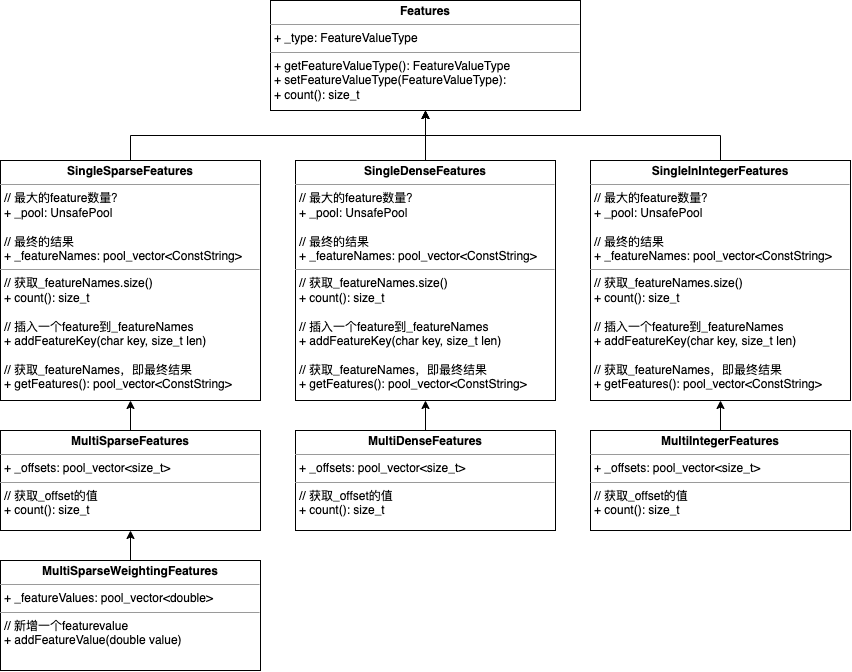 Features
+ _type: FeatureValueType
+ getFeatureValueType(): FeatureValueType
+ setFeatureValueType(FeatureValueType):
+ count(): size_t
SingleSparseFeatures
// 最大的feature数量?
+ _pool: UnsafePool
// 最终的结果
+ _featureNames: pool_vector<ConstString>
// 获取_featureNames.size()
+ count(): size_t
// 插入一个feature到_featureNames
+ addFeatureKey(char key, size_t len)
// 获取_featureNames，即最终结果
+ getFeatures(): pool_vector<ConstString>
SingleDenseFeatures
// 最大的feature数量?
+ _pool: UnsafePool
// 最终的结果
+ _featureNames: pool_vector<ConstString>
// 获取_featureNames.size()
+ count(): size_t
// 插入一个feature到_featureNames
+ addFeatureKey(char key, size_t len)
// 获取_featureNames，即最终结果
+ getFeatures(): pool_vector<ConstString>
SingleInIntegerFeatures
// 最大的feature数量?
+ _pool: UnsafePool
// 最终的结果
+ _featureNames: pool_vector<ConstString>
// 获取_featureNames.size()
+ count(): size_t
// 插入一个feature到_featureNames
+ addFeatureKey(char key, size_t len)
// 获取_featureNames，即最终结果
+ getFeatures(): pool_vector<ConstString>
MultiSparseFeatures
+ _offsets: pool_vector<size_t>
// 获取_offset的值
+ count(): size_t
MultiDenseFeatures
+ _offsets: pool_vector<size_t>
// 获取_offset的值
+ count(): size_t
MultiIntegerFeatures
+ _offsets: pool_vector<size_t>
// 获取_offset的值
+ count(): size_t
MultiSparseWeightingFeatures
+ _featureValues: pool_vector<double>
// 新增一个featurevalue
+ addFeatureValue(double value)